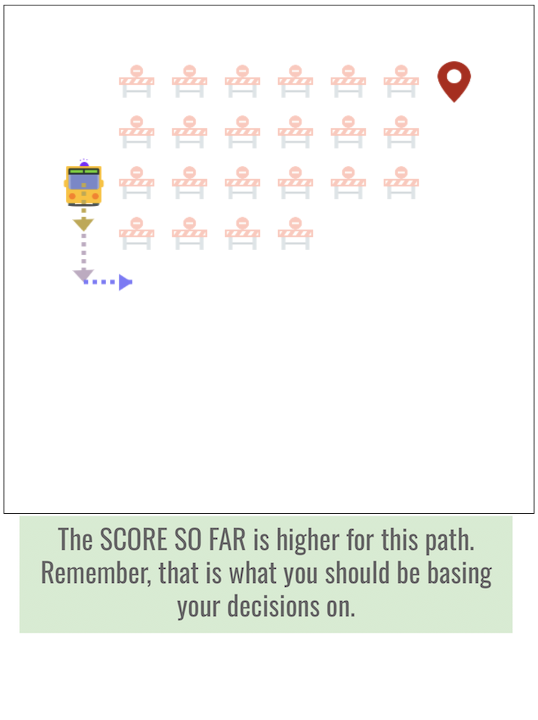 The SCORE SO FAR is higher for this path.
Remember, that is what you should be basing
your decisions on.